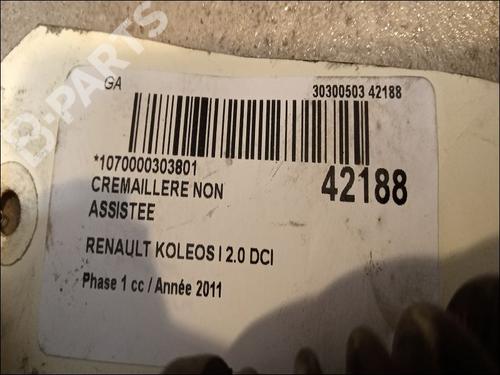 GA
30300503 42188
*1070000303801
42188
CREMAILLERE NON
ASSISTEE
RENAULT KOLEOS I 2.0 DCI
Phase 1 cc / Année 2011
B-PARTS